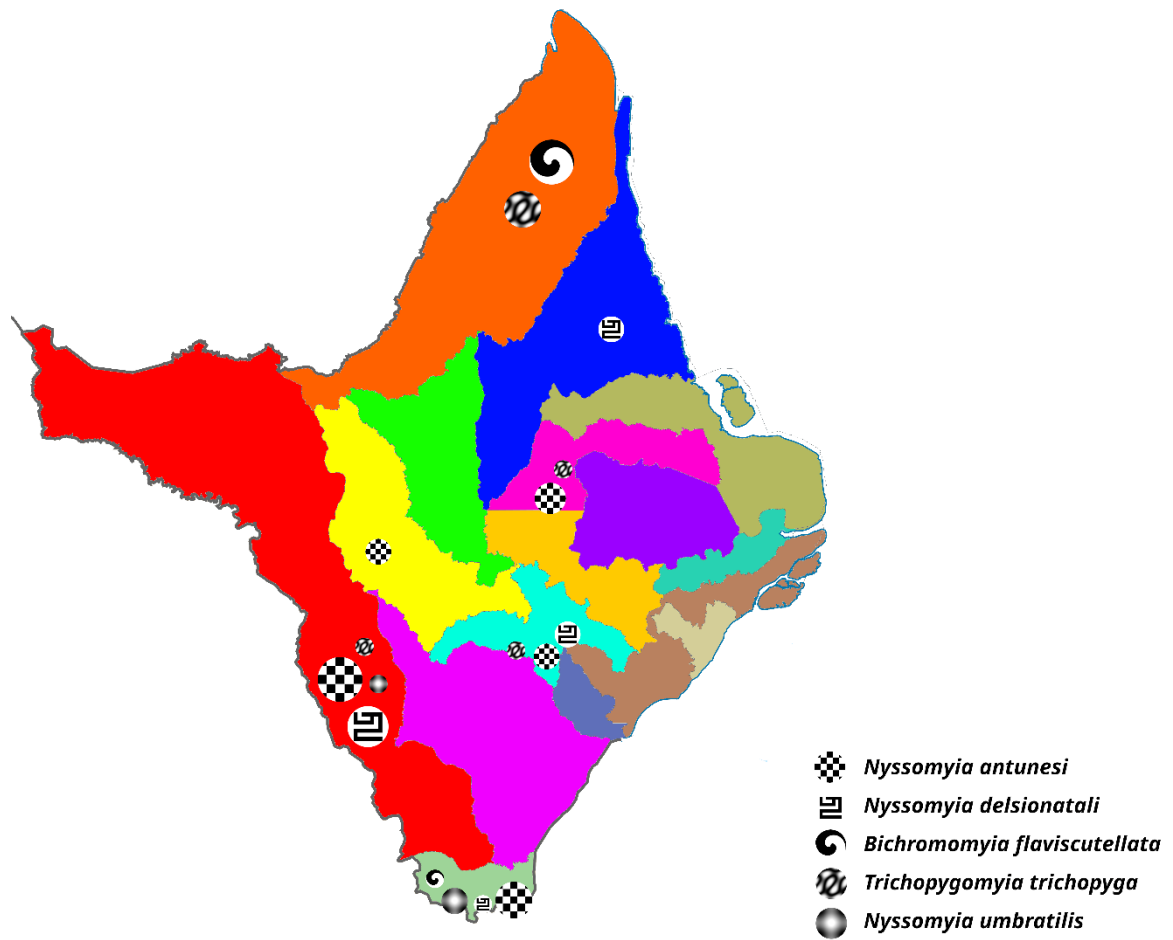 Nyssomyia antunesi
Nyssomyia delsionatali
Bichromomyia flaviscutellata
Trichopygomyia trichopyga
Nyssomyia umbratilis